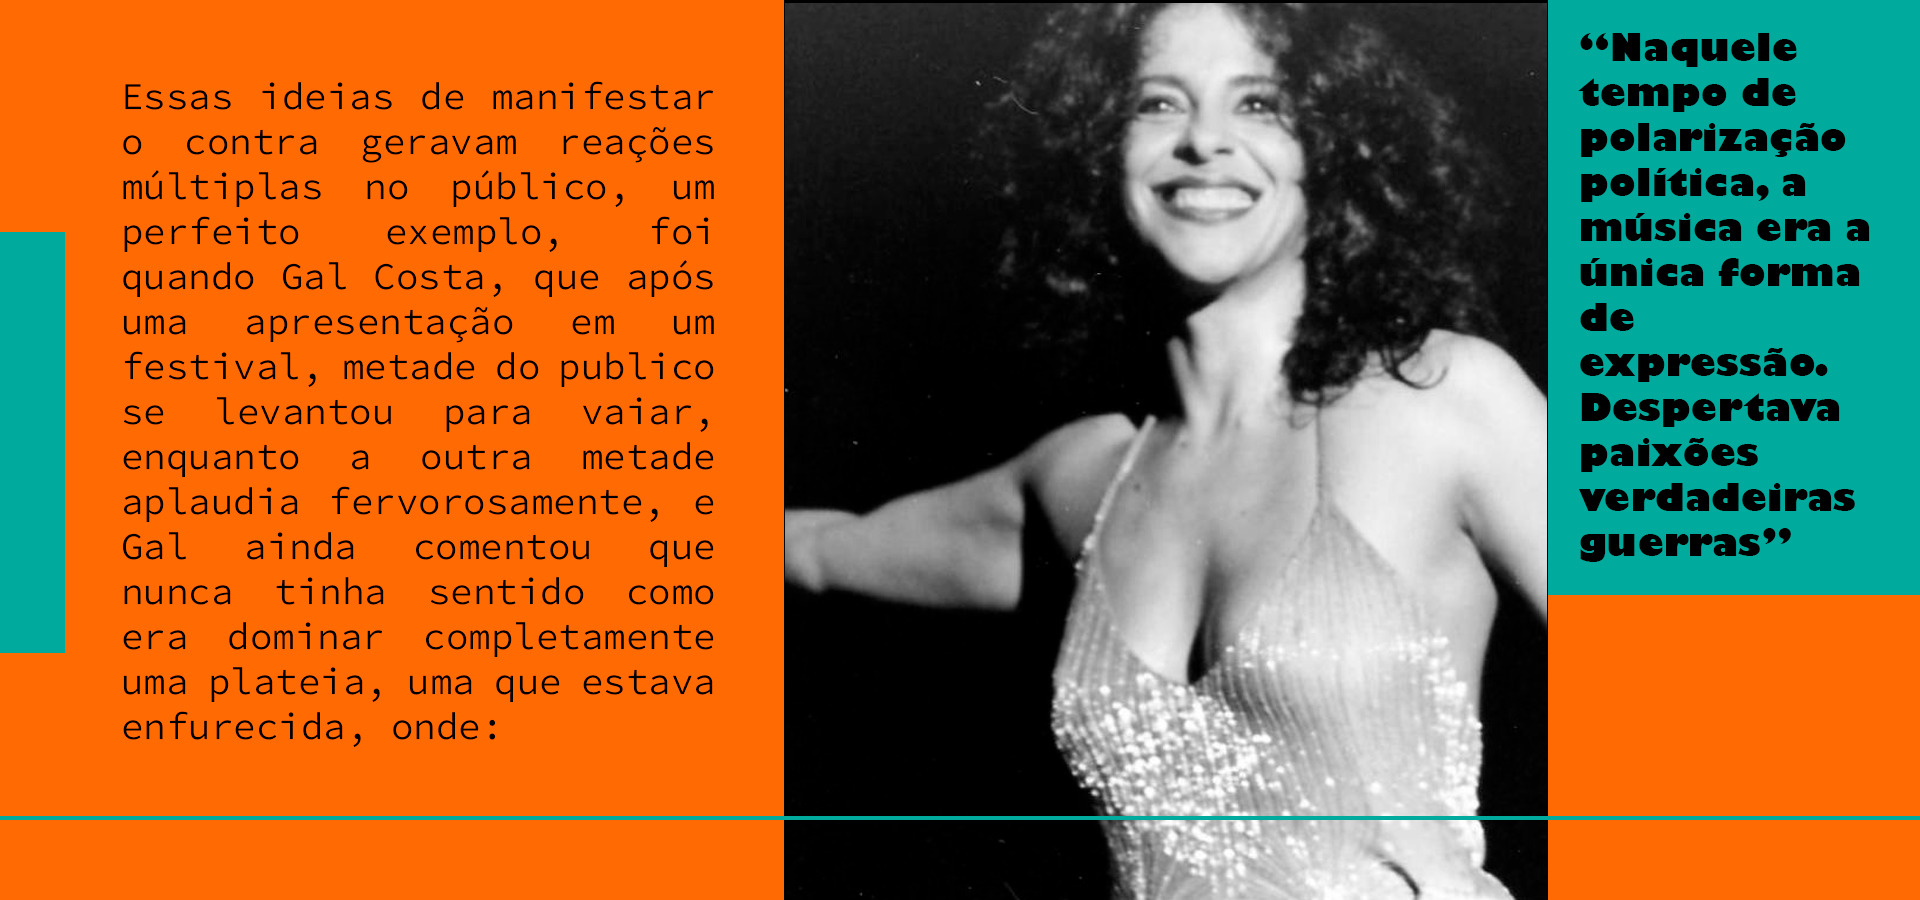 Essas ideias de manifestar
o contra geravam reações
múltiplas no público, um
perfeito exemplo, foi
quando Gal Costa, que após
uma apresentação em um
festival, metade do publico
se levantou para vaiar,
enquanto a outra metade
aplaudia fervorosamente, e
Gal ainda comentou que
nunca tinha sentido como
era dominar completamente
uma plateia, uma que estava
enfurecida, onde:
“Naquele
tempo de
polarização
política, a
música era a
única forma
de
expressão.
Despertava
paixões
verdadeiras
guerras”